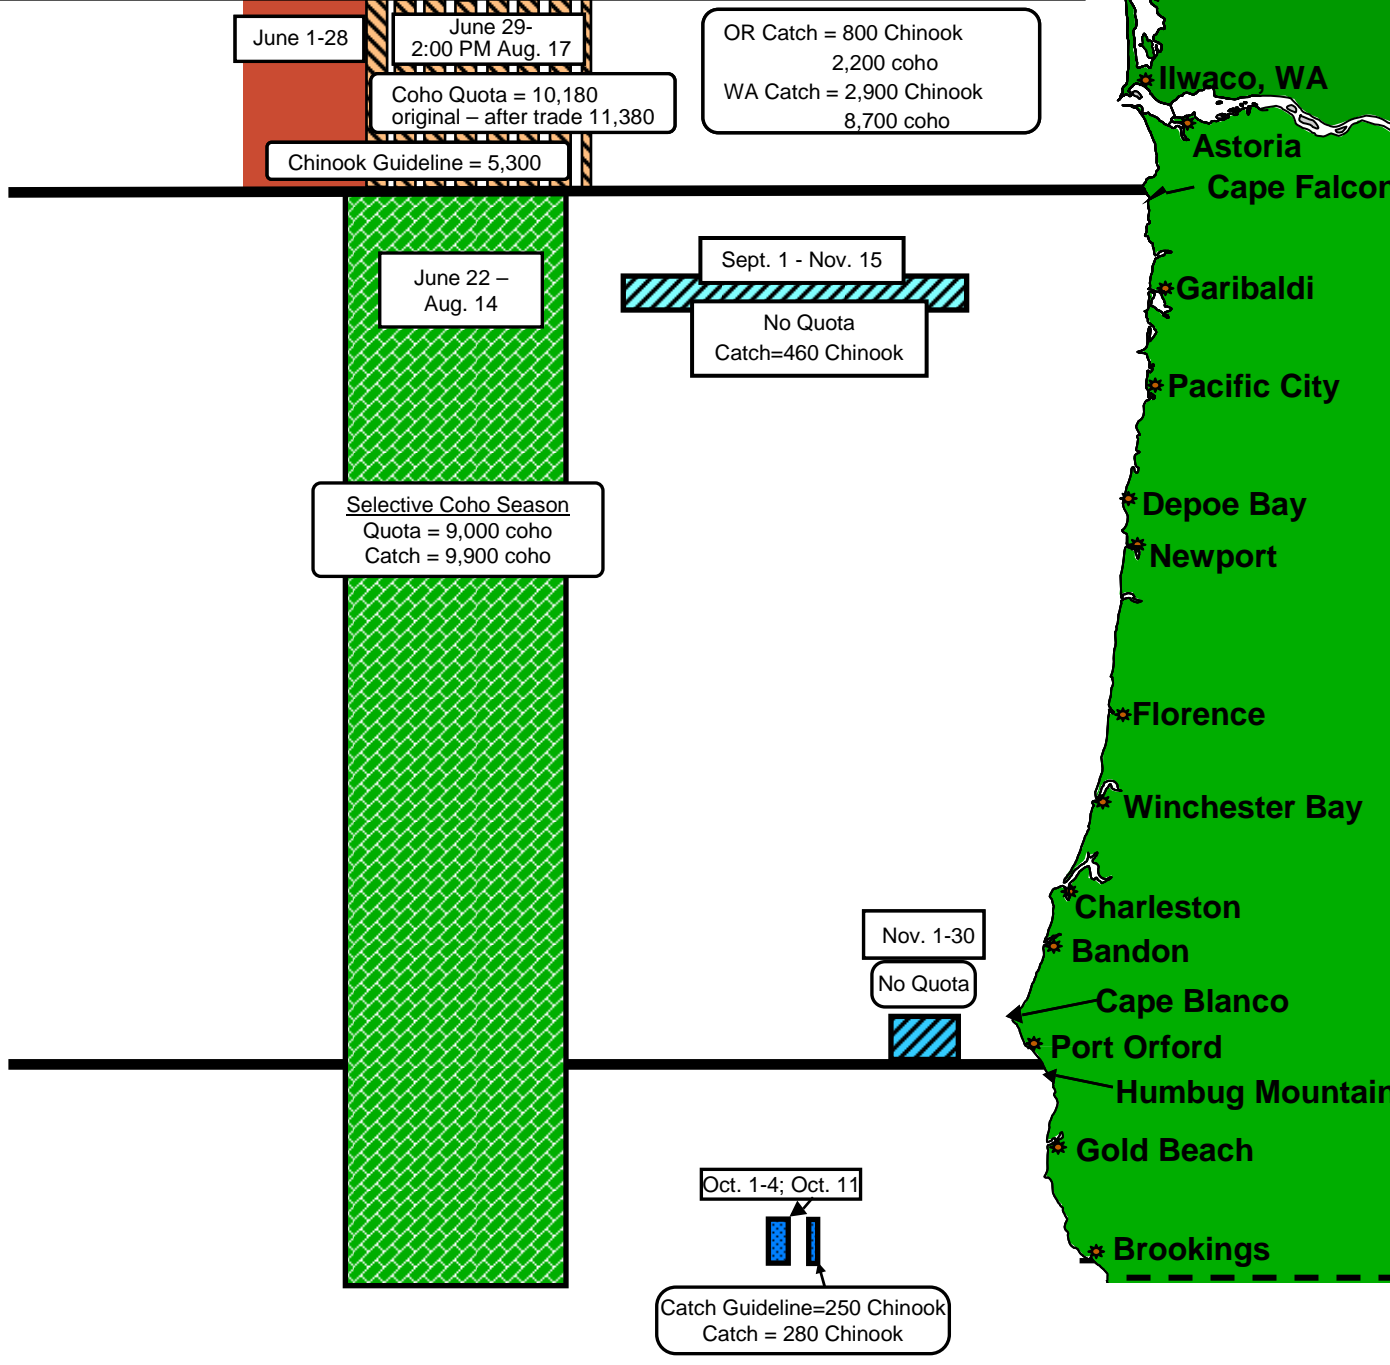 June 1-28
June 29-
2:00 PM Aug. 17
Coho Quota = 10,180
original – after trade 11,380
Chinook Guideline = 5,300
OR Catch = 800 Chinook
2,200 coho
WA Catch = 2,900 Chinook
8,700 coho
Ilwaco, WA
Astoria
Cape Falcon
June 22 –
Aug. 14
Sept. 1 - Nov. 15
No Quota
Catch=460 Chinook
Garibaldi
Pacific City
Selective Coho Season
Quota = 9,000 coho
Catch = 9,900 coho
Depoe Bay
Newport
Florence
Winchester Bay
Charleston
Bandon
Nov. 1-30
No Quota
Cape Blanco
Port Orford
Humbug Mountain
Gold Beach
Oct. 1-4; Oct. 11
Brookings
Catch Guideline=250 Chinook
Catch = 280 Chinook